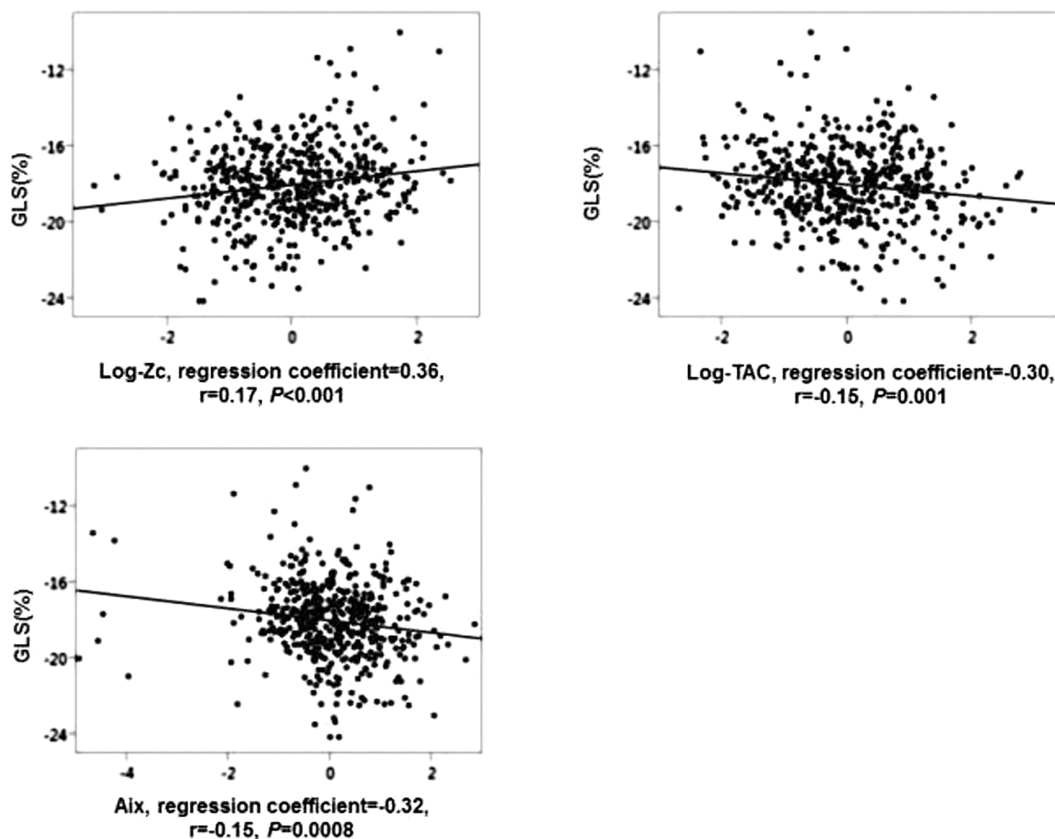 GLS(%)
-12
-16
-20
-24
-2
0
2
Log-Zc, regression coefficient=0.36,
r=0.17, P<0.001
GLS(%)
-12
-16
-20
-24
-2
0
2
Log-TAC, regression coefficient=-0.30,
r=-0.15, P=0.001
GLS(%)
-12
-16
-20
-24
-4
-2
0
2
Aix, regression coefficient=-0.32,
r=-0.15, P=0.0008